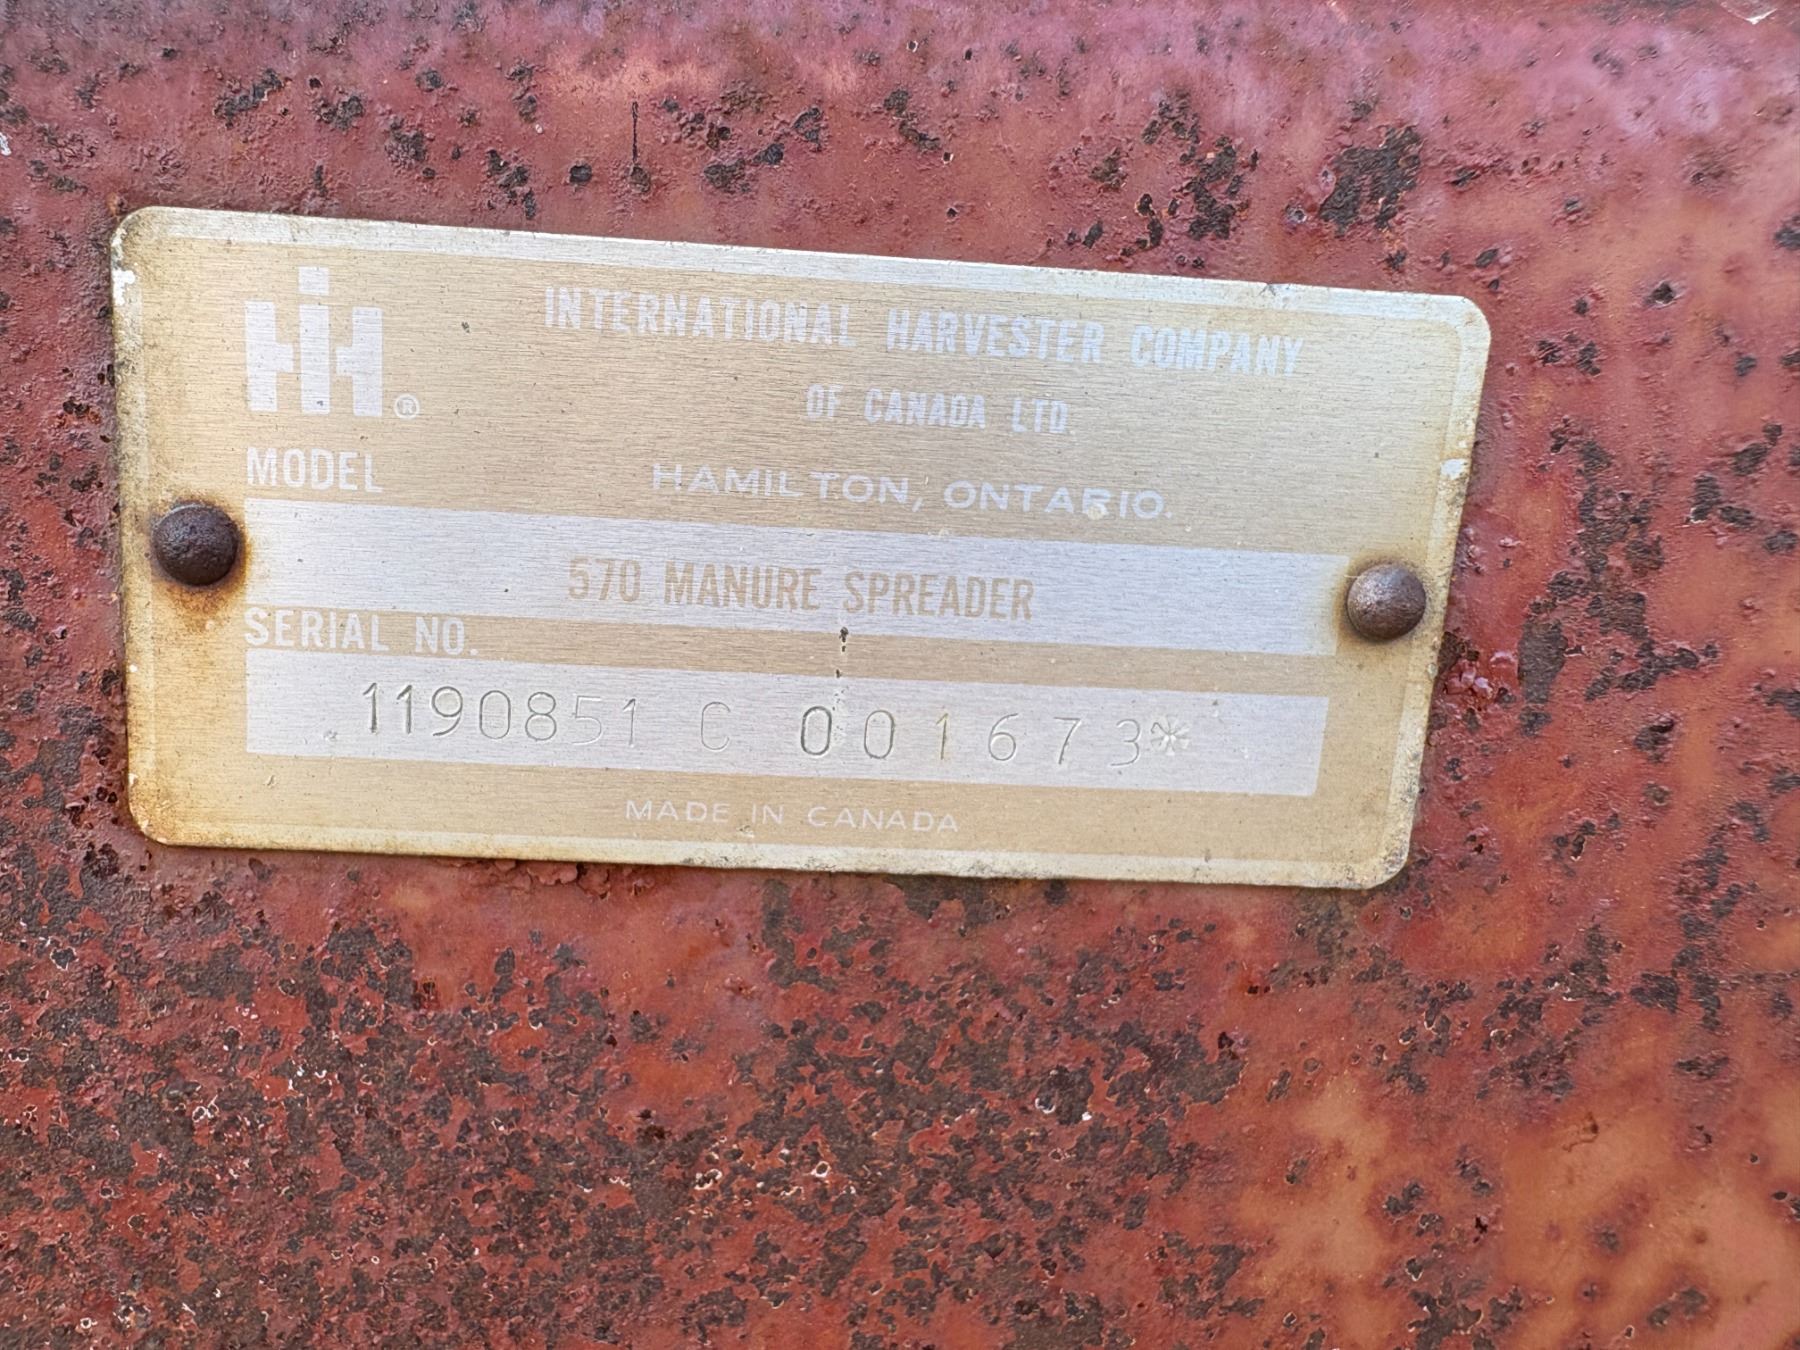 IH®
INTERNATIONAL HARVESTER COMPANY
OF CANADA LTD.
MODEL
HAMILTON, ONTARIO.
570 MANURE SPREADER
SERIAL NO.
1190851 C 001673*
MADE IN CANADA